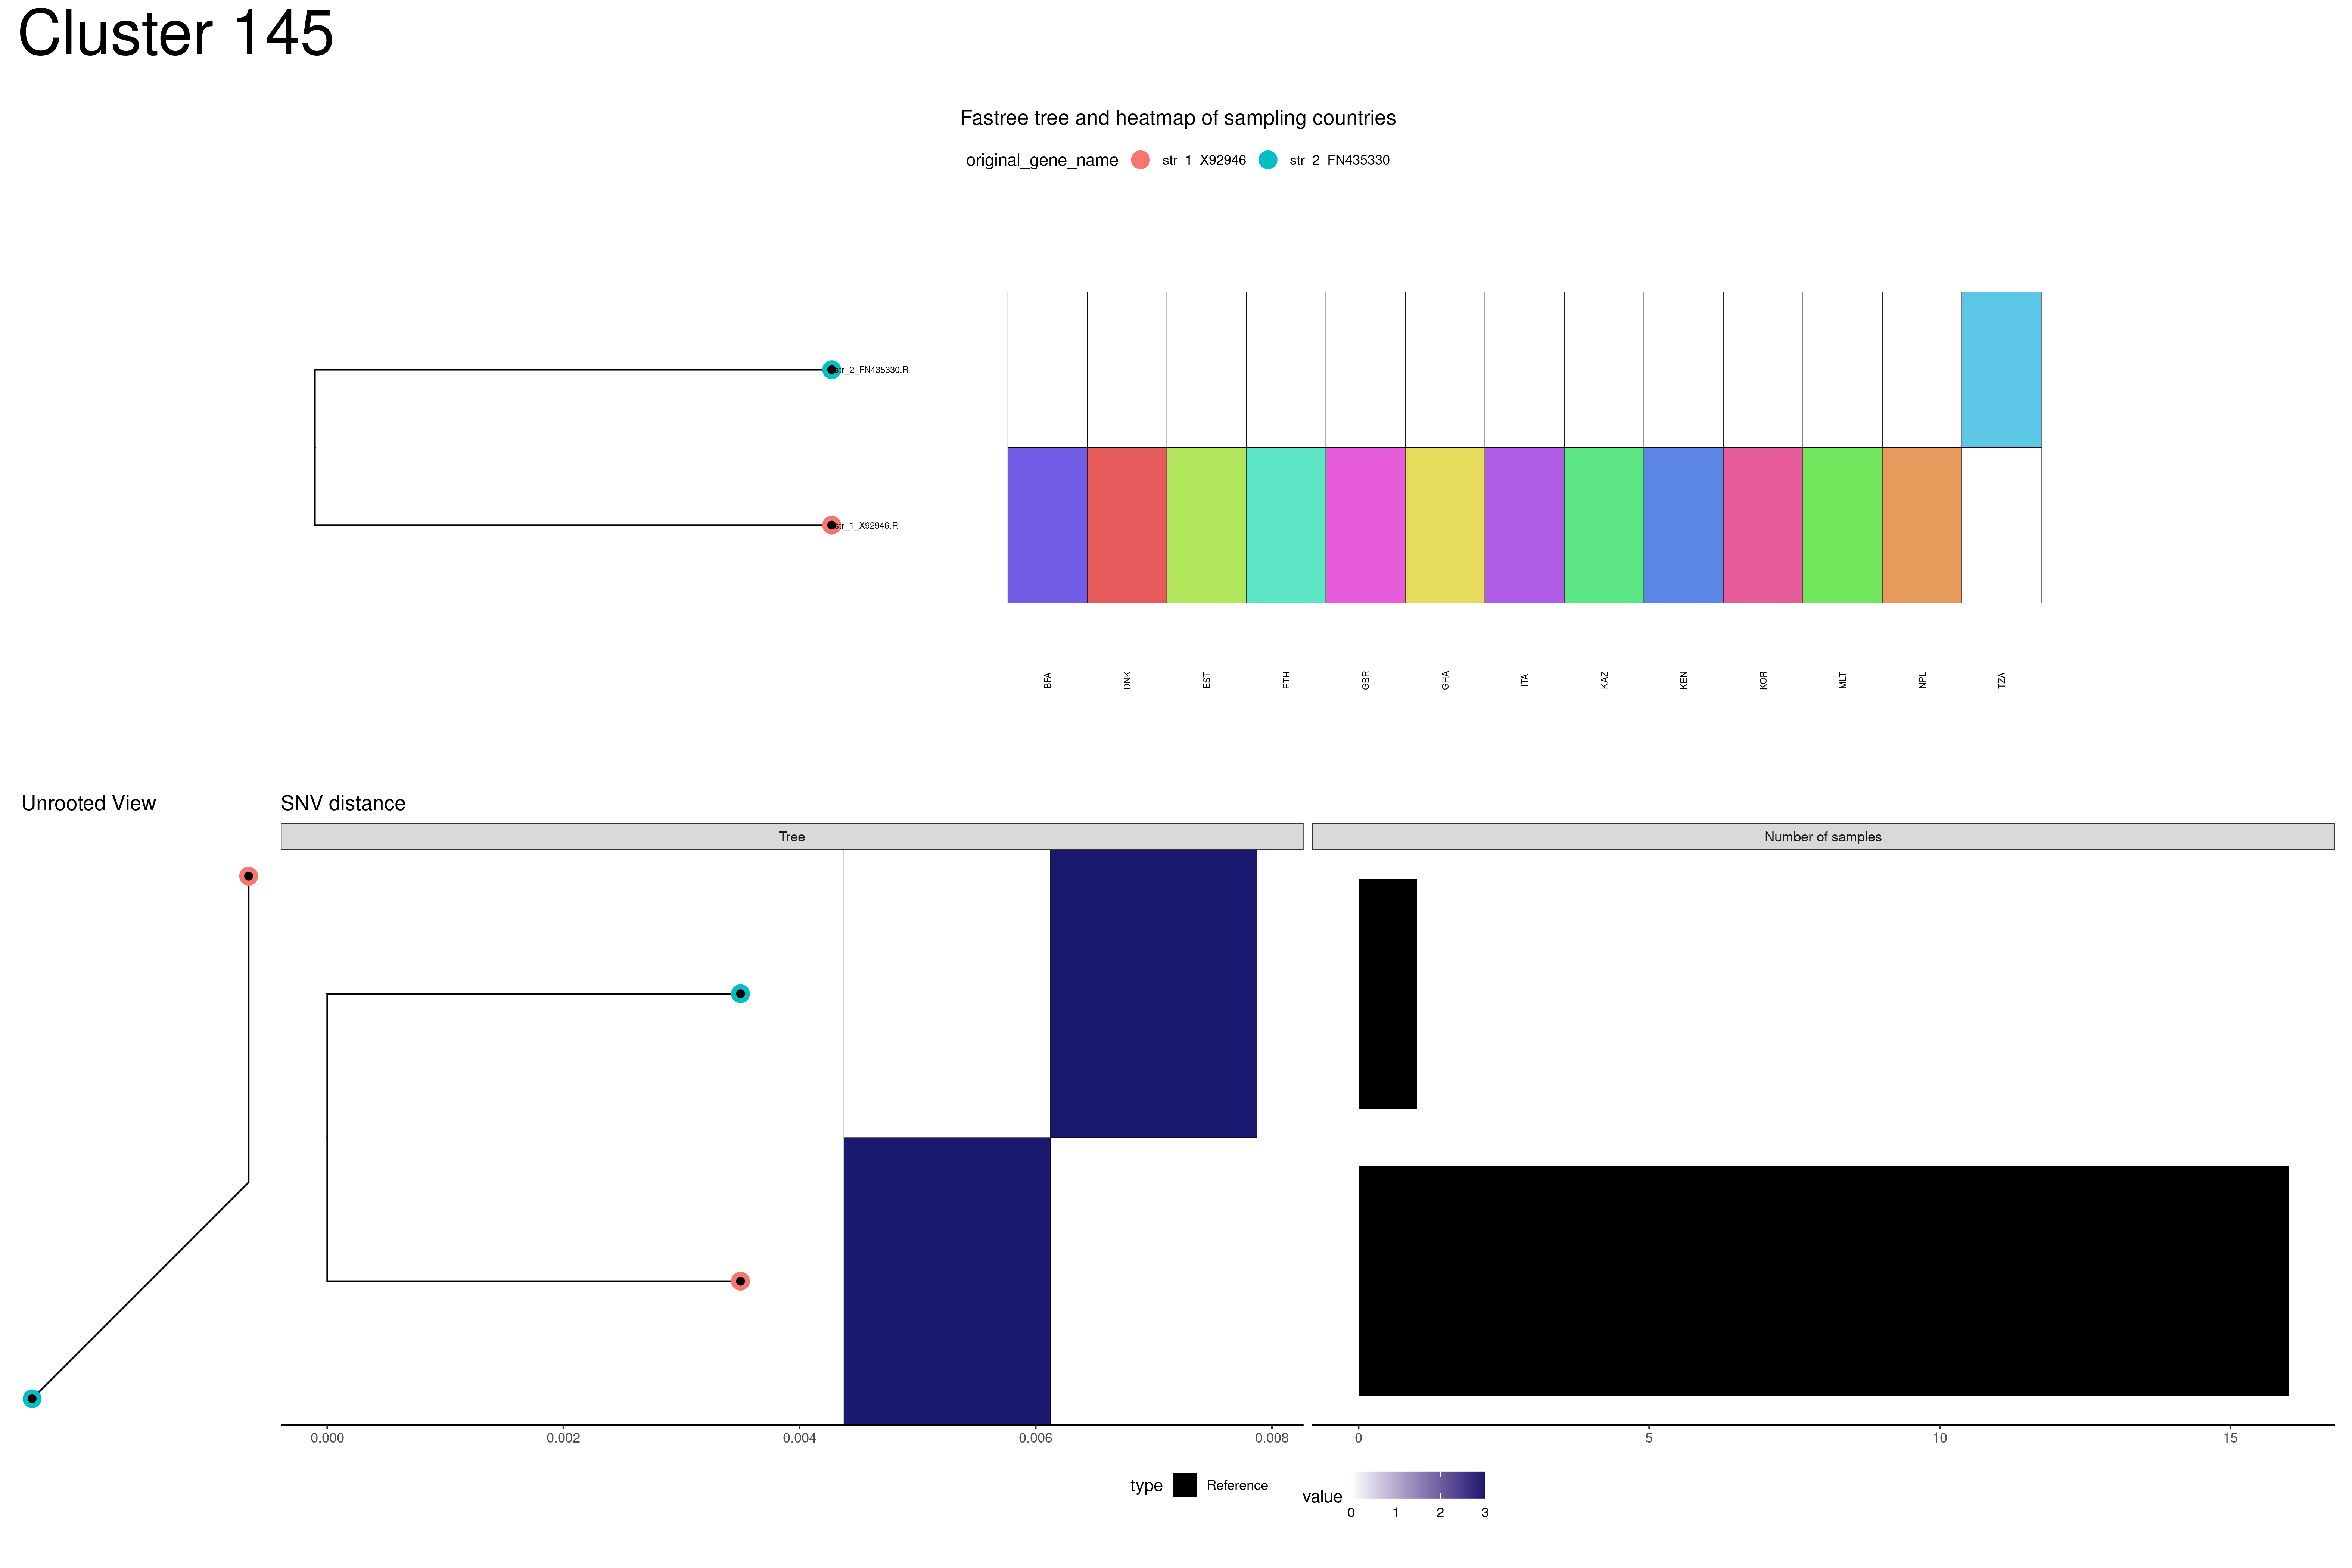 Cluster 145
Fastree tree and heatmap of sampling countries
original_gene_name str_1_X92946 str_2_FN435330
str_2_FN435330.R
str_1_X92946.R
BFA DNK EST ETH GBR GHA ITA KAZ KEN KOR MLT NPL TZA
Unrooted View SNV distance
Tree Number of samples
0.000 0.002 0.004 0.006 0.008 0 5 10 15
type Reference value
0 1 2 3